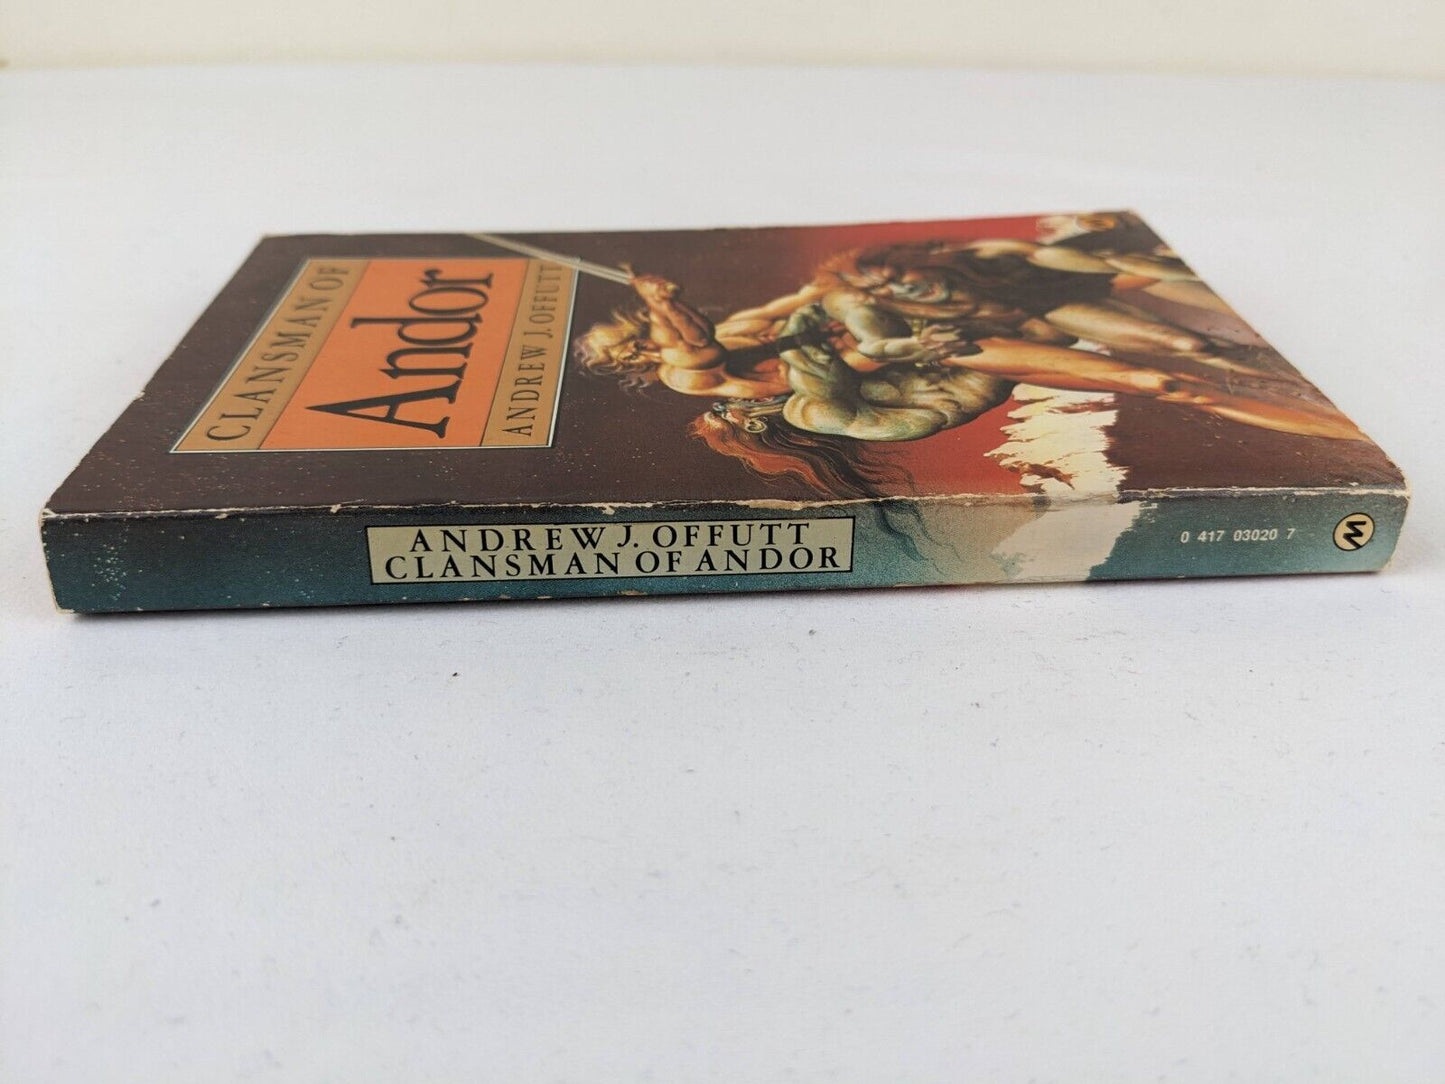 CLANSMAN OF
Andor
ANDREW J. OFFUTT
ANDREW J. OFFUTT
CLANSMAN OF ANDOR
0 417 03020 7